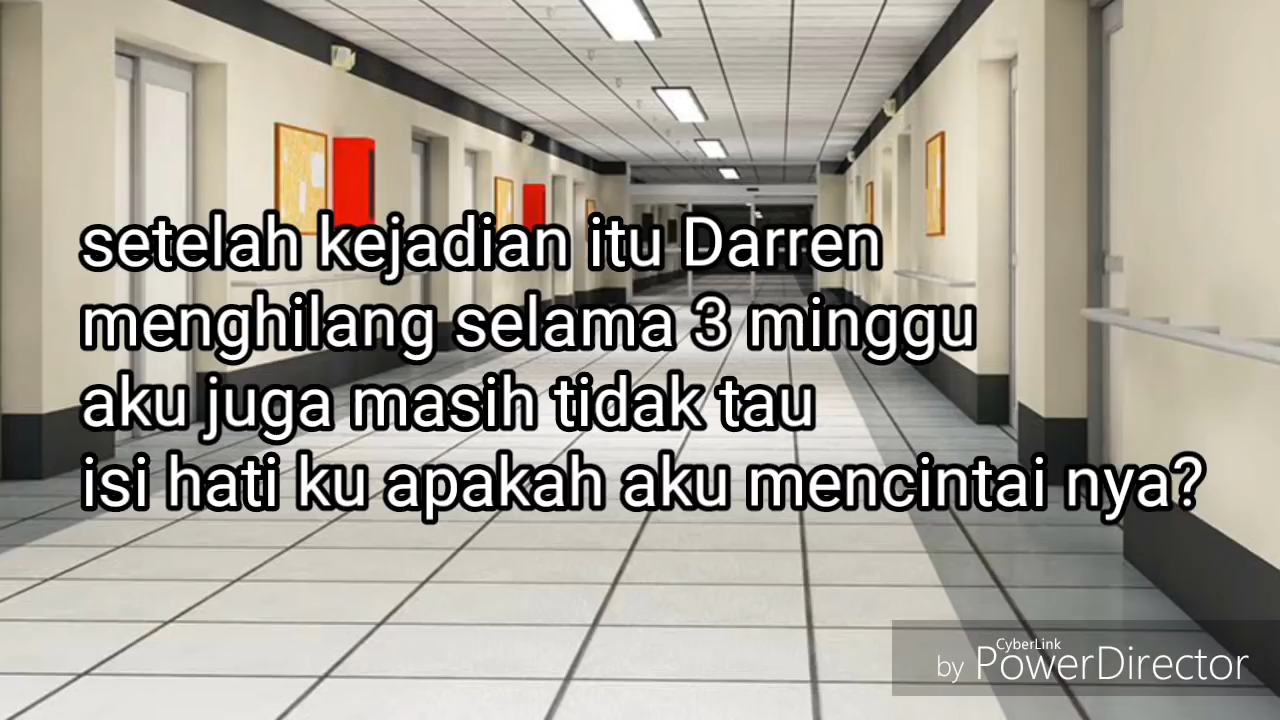 setelah kejadian itu Darren
menghilang selama 3 minggu
aku juga masih tidak tau
isi hati ku apakah aku mencintai nya?
CyberLink
by PowerDirector